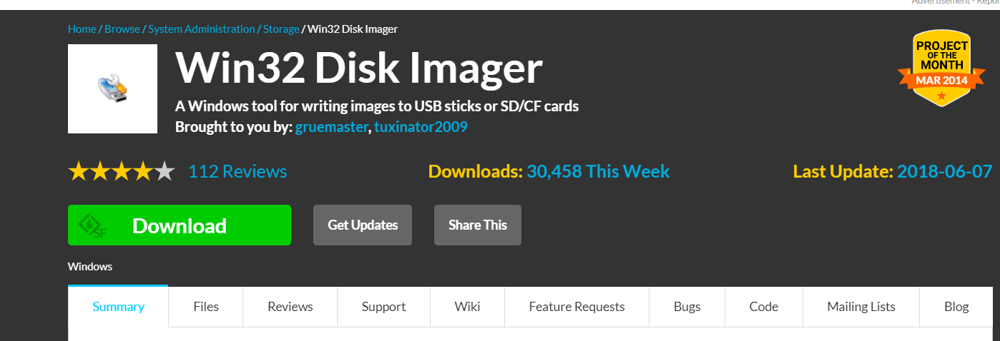 Advertisement - Repor
Home / Browse / System Administration / Storage / Win32 Disk Imager
Win32 Disk Imager
A Windows tool for writing images to USB sticks or SD/CF cards
Brought to you by: gruemaster, tuxinator2009
PROJECT
OF THE
MONTH
MAR 2014
112 Reviews
Downloads: 30,458 This Week
Last Update: 2018-06-07
SF
Download
Get Updates
Share This
Windows
Summary
Files
Reviews
Support
Wiki
Feature Requests
Bugs
Code
Mailing Lists
Blog